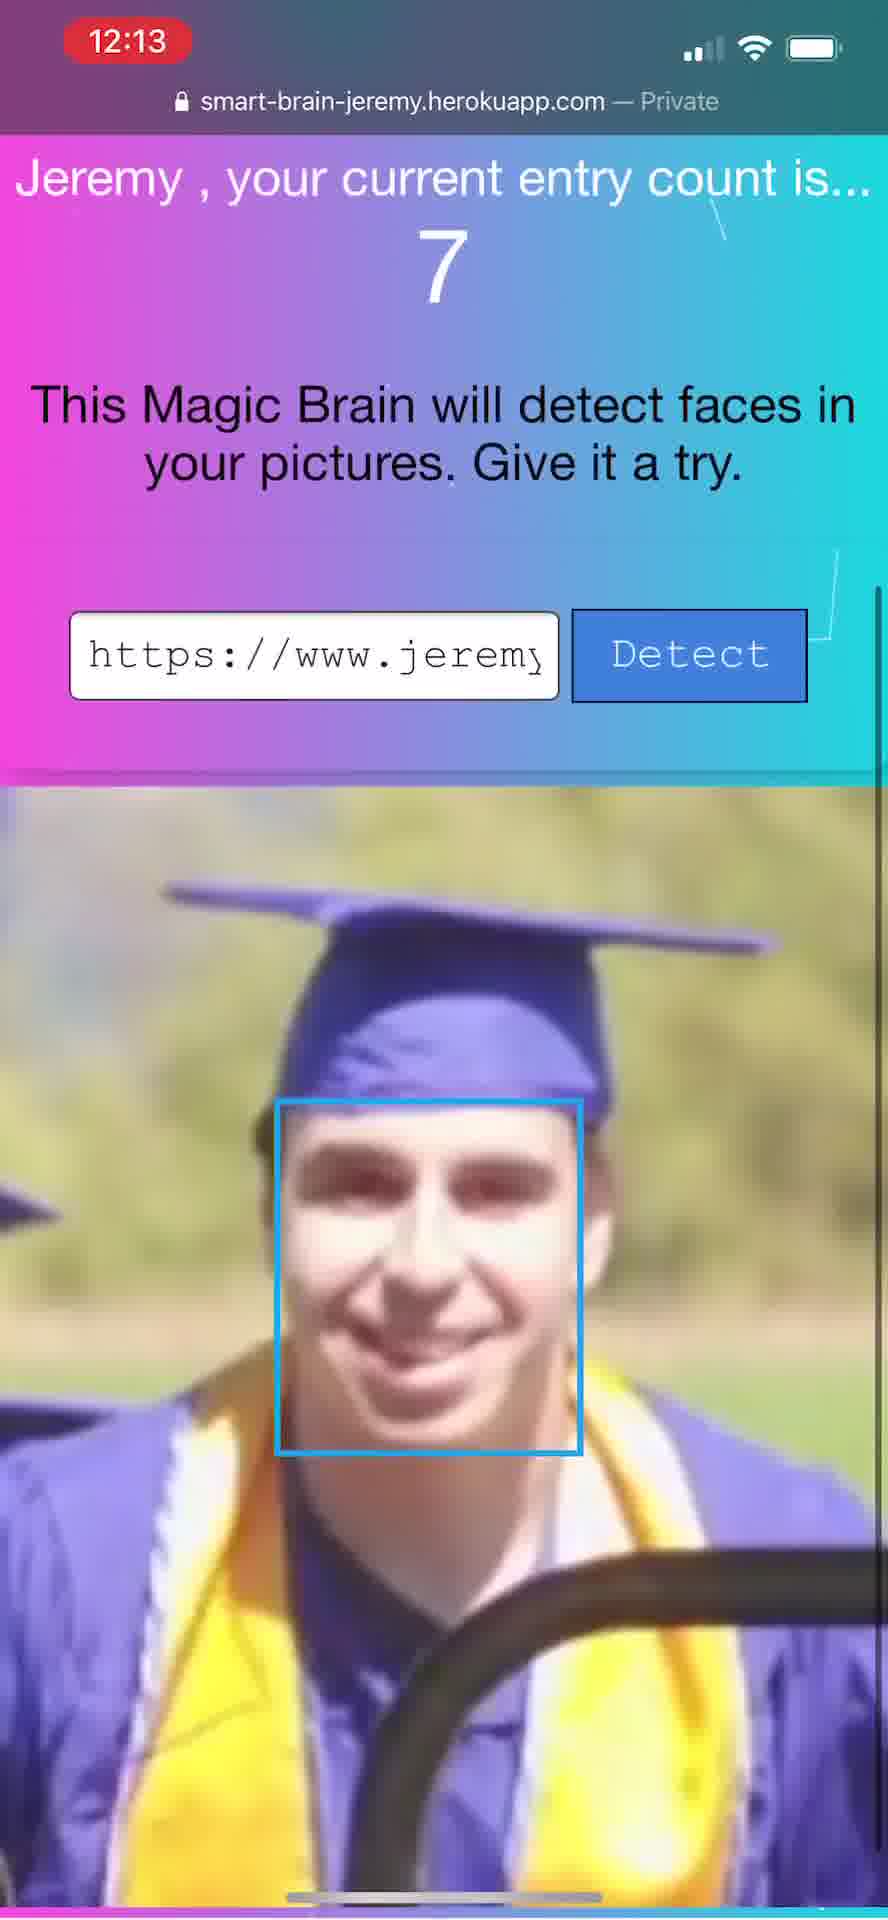 12:13
smart-brain-jeremy.herokuapp.com — Private
Jeremy , your current entry count is...
7
This Magic Brain will detect faces in
your pictures. Give it a try.
https://www.jeremy Detect